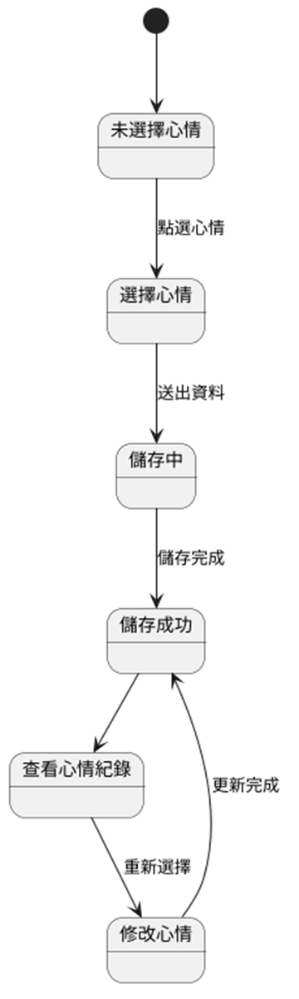 未選擇心情
點選心情
選擇心情
送出資料
儲存中
儲存完成
儲存成功
查看心情紀錄
更新完成
重新選擇
修改心情